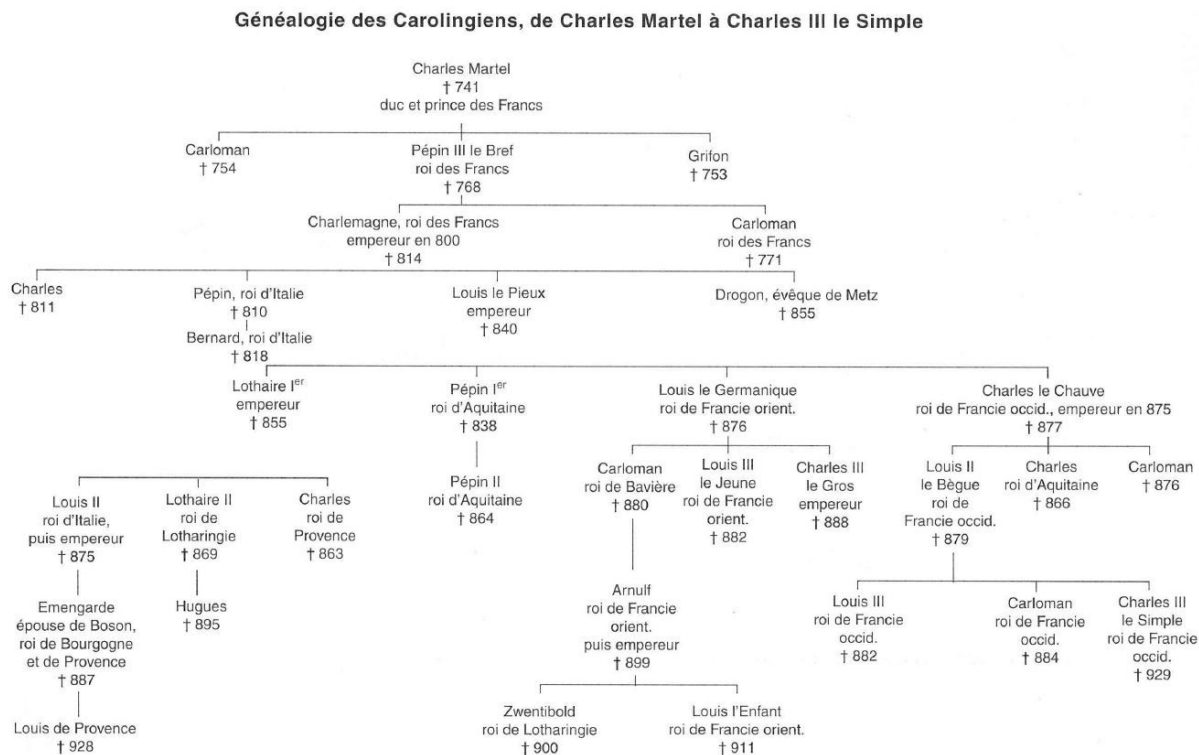 Généalogie des Carolingiens, de Charles Martel à Charles III le Simple
Charles Martel
† 741
duc et prince des Francs
Carloman
† 754
Pépin III le Bref
roi des Francs
† 768
Grifon
† 753
Charlemagne, roi des Francs
empereur en 800
† 814
Carloman
roi des Francs
† 771
Charles
† 811
Pépin, roi d'Italie
† 810
Louis le Pieux
empereur
† 840
Drogon, évêque de Metz
† 855
Bernard, roi d'Italie
† 818
Lothaire Ier
empereur
† 855
Pépin Ier
roi d'Aquitaine
† 838
Louis le Germanique
roi de Francie orient.
† 876
Charles le Chauve
roi de Francie occid., empereur en 875
† 877
Louis II
roi d'Italie,
puis empereur
† 875
Lothaire II
roi de
Lotharingie
† 869
Charles
roi de
Provence
† 863
Pépin II
roi d'Aquitaine
† 864
Carloman
roi de Bavière
† 880
Louis III
le Jeune
roi de Francie
orient.
† 882
Charles III
le Gros
empereur
† 888
Louis II
le Bègue
roi de
Francie occid.
† 879
Charles
roi d'Aquitaine
† 866
Carloman
† 876
Emengarde
épouse de Boson,
roi de Bourgogne
et de Provence
† 887
Hugues
† 895
Arnulf
roi de Francie
orient.
puis empereur
† 899
Louis III
roi de Francie
occid.
† 882
Carloman
roi de Francie
occid.
† 884
Charles III
le Simple
roi de Francie
occid.
† 929
Louis de Provence
† 928
Zwentibold
roi de Lotharingie
† 900
Louis l'Enfant
roi de Francie orient.
† 911